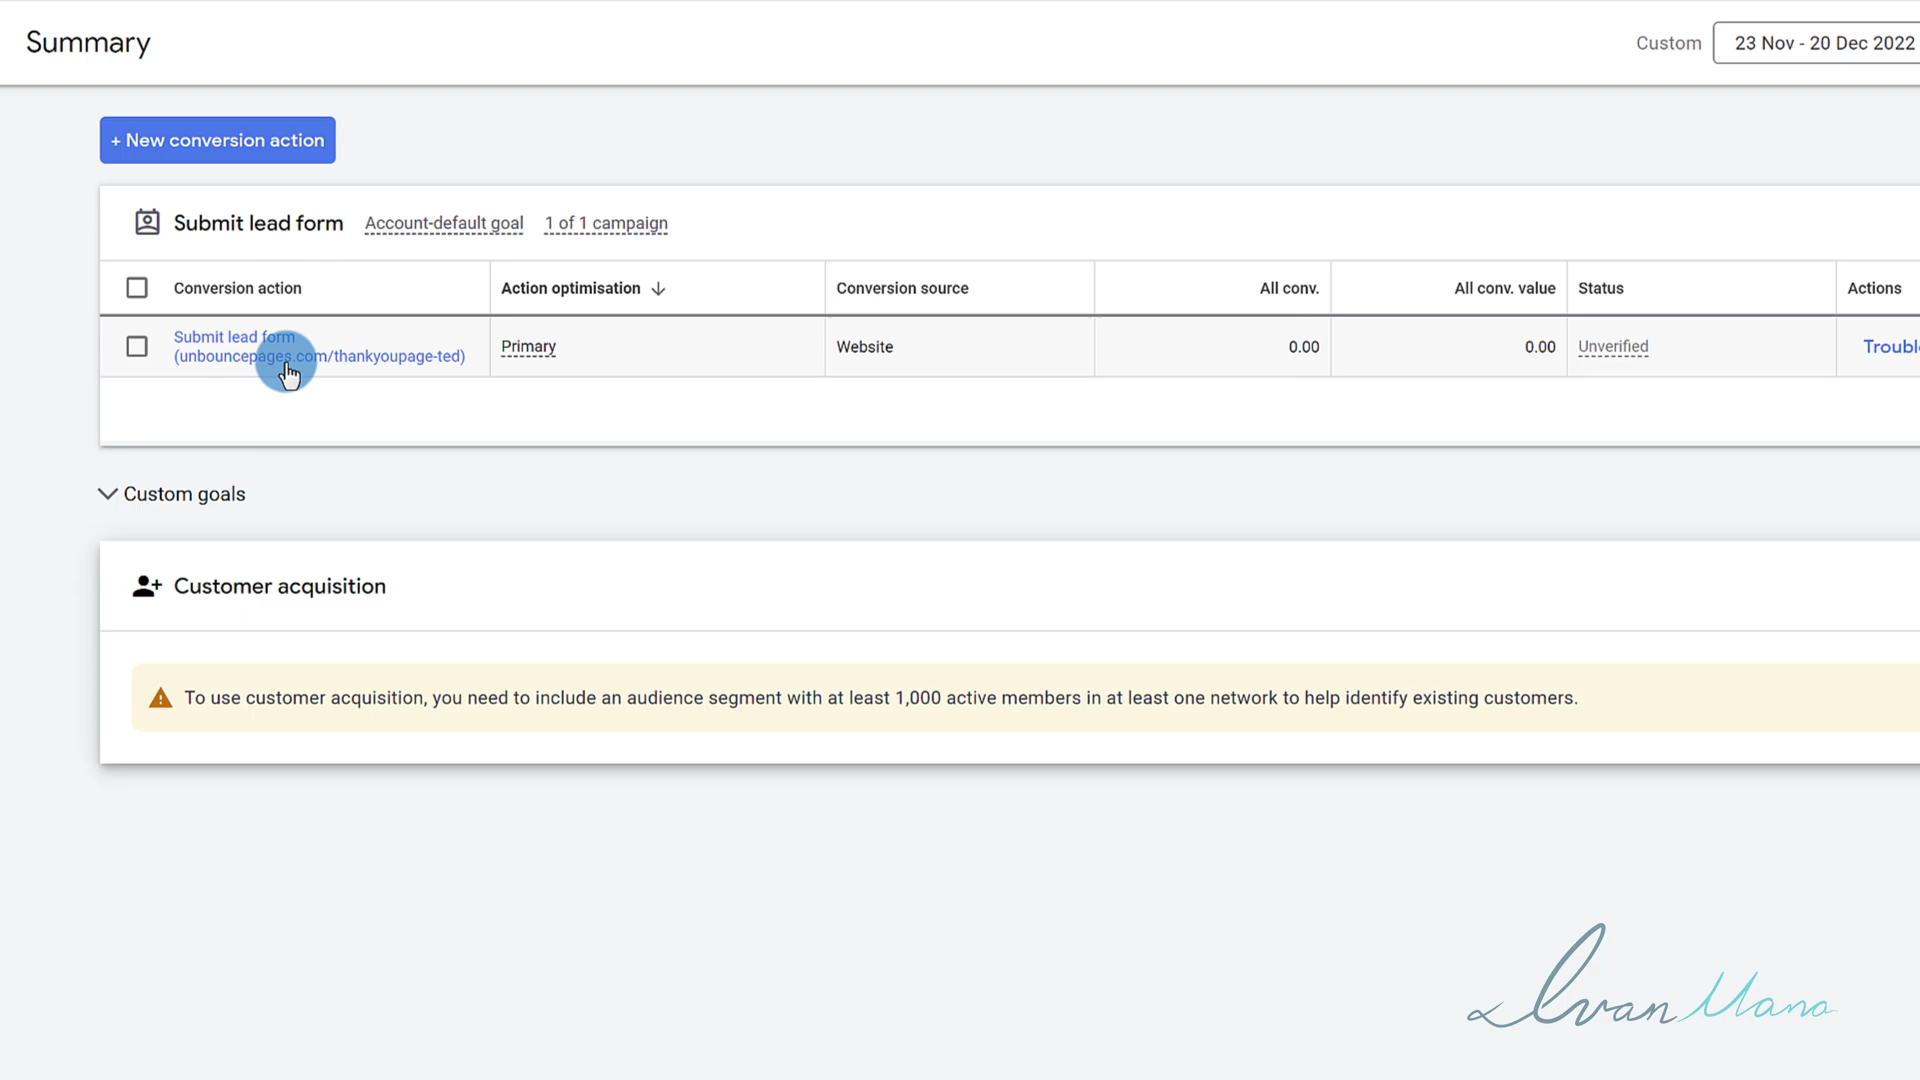 Summary
Custom
23 Nov - 20 Dec 2022
+ New conversion action
Submit lead form
Account-default goal
1 of 1 campaign
Conversion action
Action optimisation
Conversion source
All conv.
All conv. value
Status
Actions
Submit lead form
(unbouncepages.com/thankyoupage-ted)
Primary
Website
0.00
0.00
Unverified
Troubl
Custom goals
Customer acquisition
To use customer acquisition, you need to include an audience segment with at least 1,000 active members in at least one network to help identify existing customers.
Ivan Mana